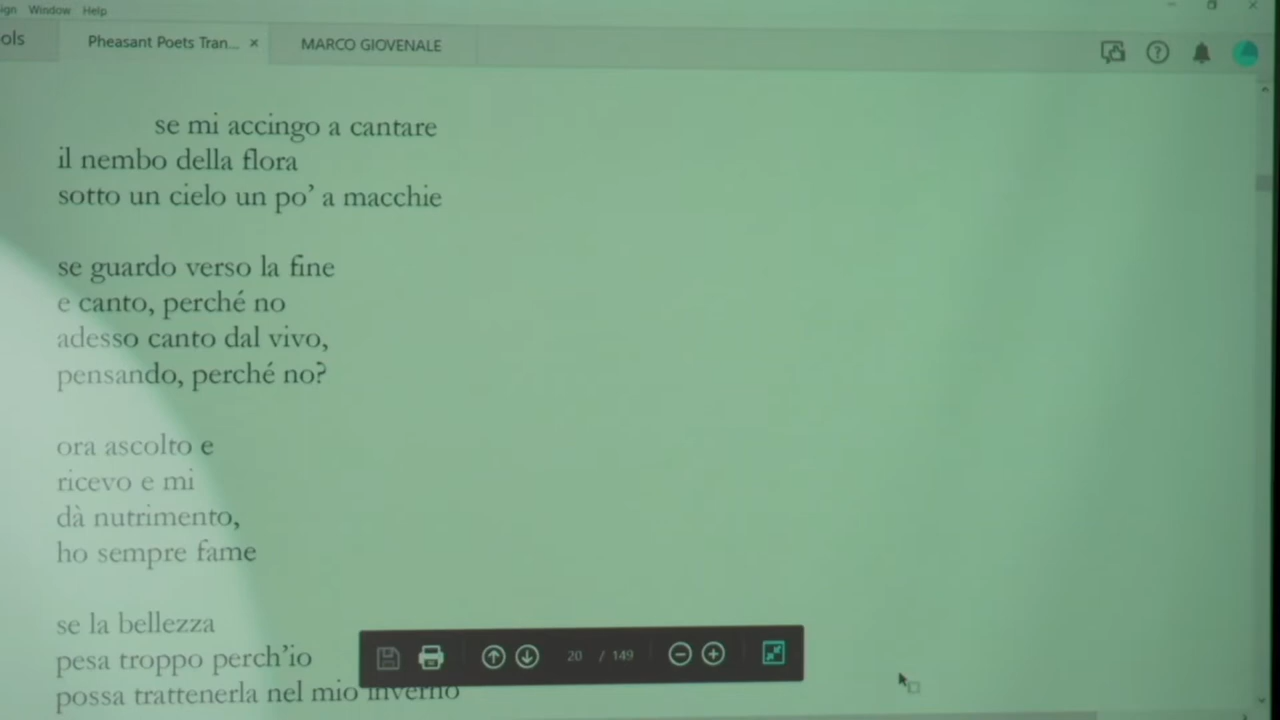 ign Window Help
ols
Pheasant Poets Tran... ×
MARCO GIOVENALE
se mi accingo a cantare
il nembo della flora
sotto un cielo un po’ a macchie
se guardo verso la fine
e canto, perché no
adesso canto dal vivo,
pensando, perché no?
ora ascolto e
ricevo e mi
dà nutrimento,
ho sempre fame
se la bellezza
pesa troppo perch’io
possa trattenerla nel mio inverno
20 / 149